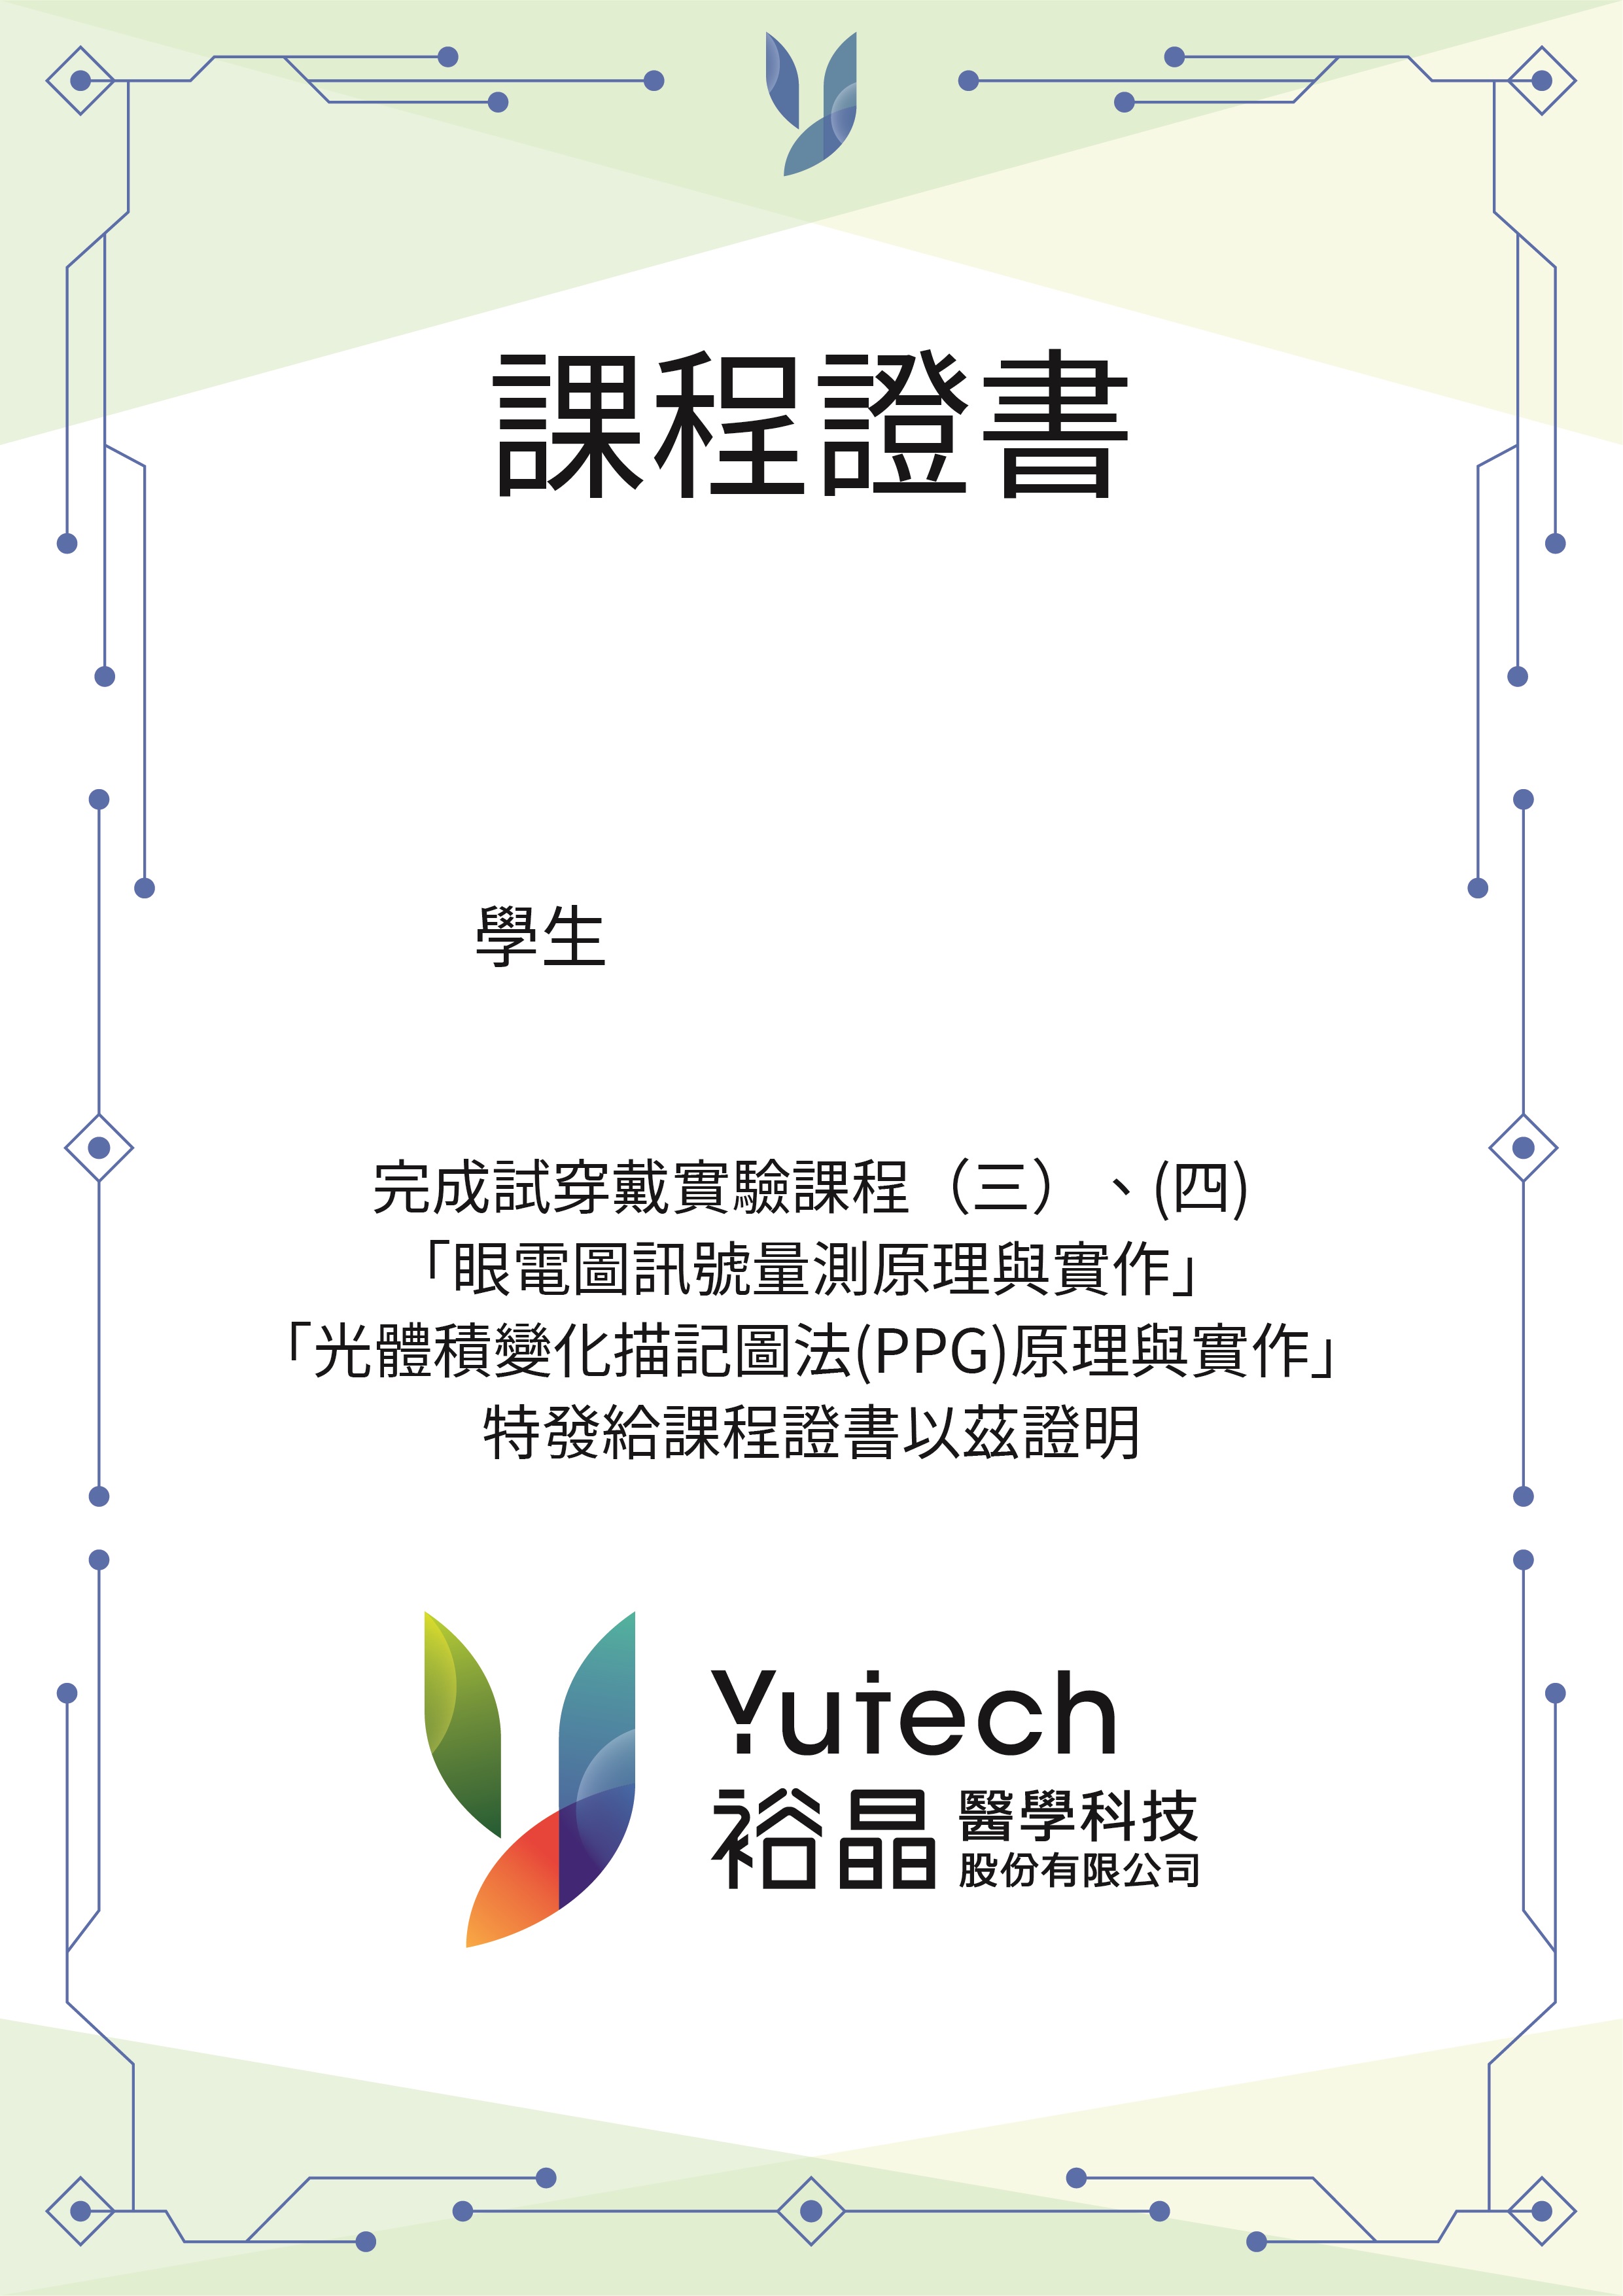 課程證書
學生
完成試穿戴實驗課程（三）、(四)
「眼電圖訊號量測原理與實作」
「光體積變化描記圖法(PPG)原理與實作」
特發給課程證書以茲證明
Yutech
裕晶 醫學科技
股份有限公司